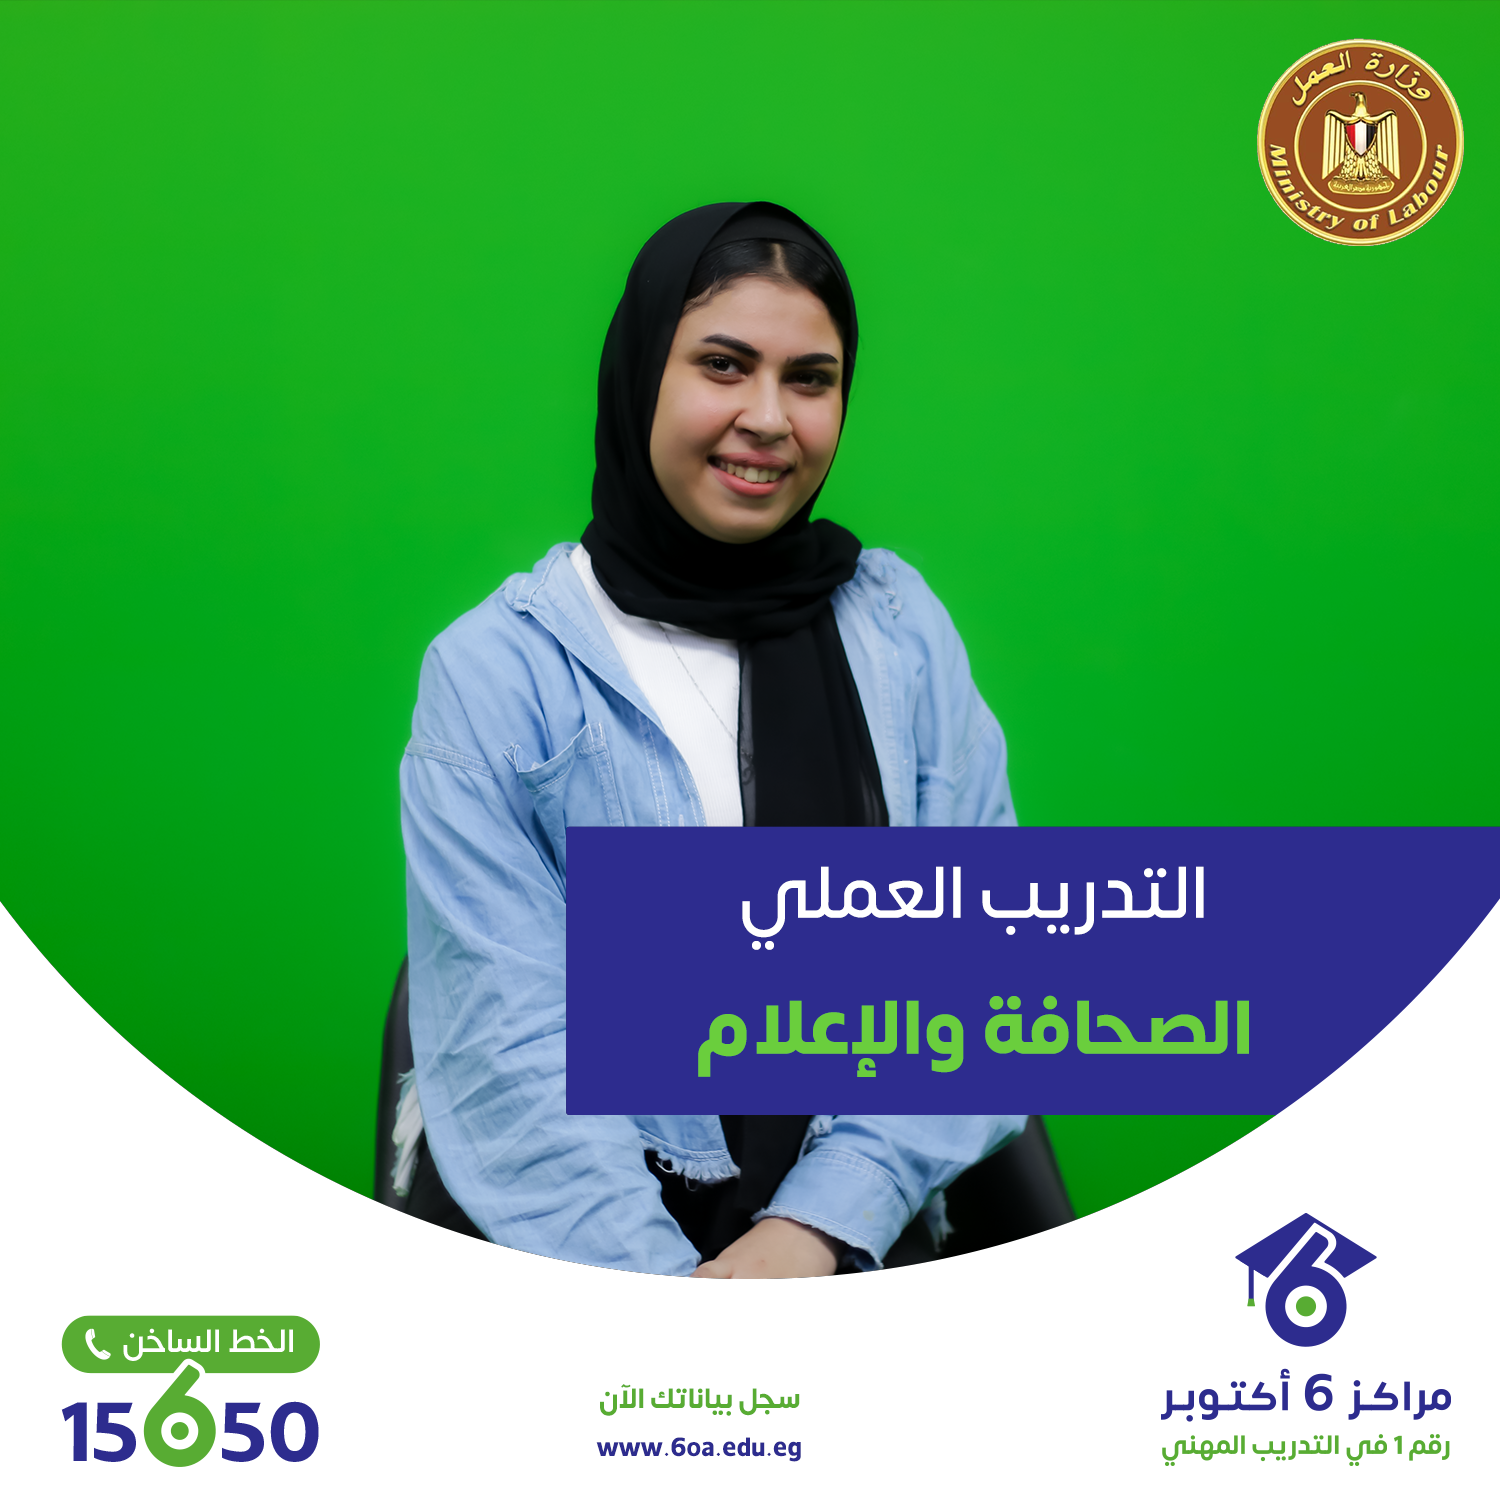 وزارة العمل
Ministry of Labour
التدريب العملي
الصحافة والإعلام
الخط الساخن
15650
سجل بياناتك الآن
www.6oa.edu.eg
6
مراكز 6 أكتوبر
رقم 1 في التدريب المهني